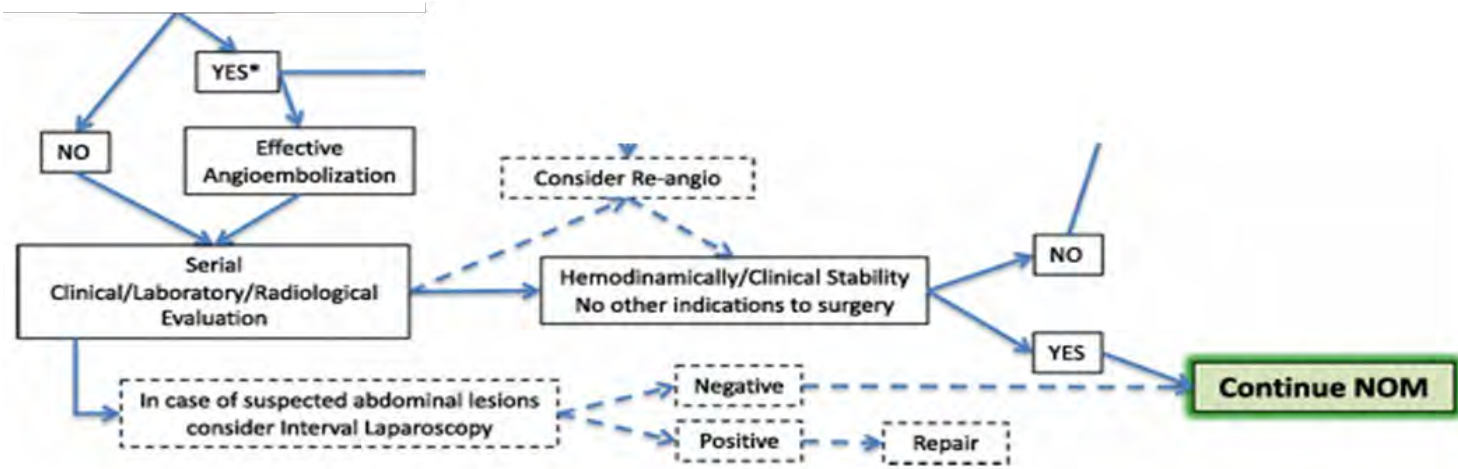 YES*
NO
Effective
Angioembolization
Consider Re-angio
Serial
Clinical/Laboratory/Radiological
Evaluation
Hemodinamically/Clinical Stability
No other indications to surgery
NO
YES
Continue NOM
In case of suspected abdominal lesions
consider Interval Laparoscopy
Negative
Positive
Repair